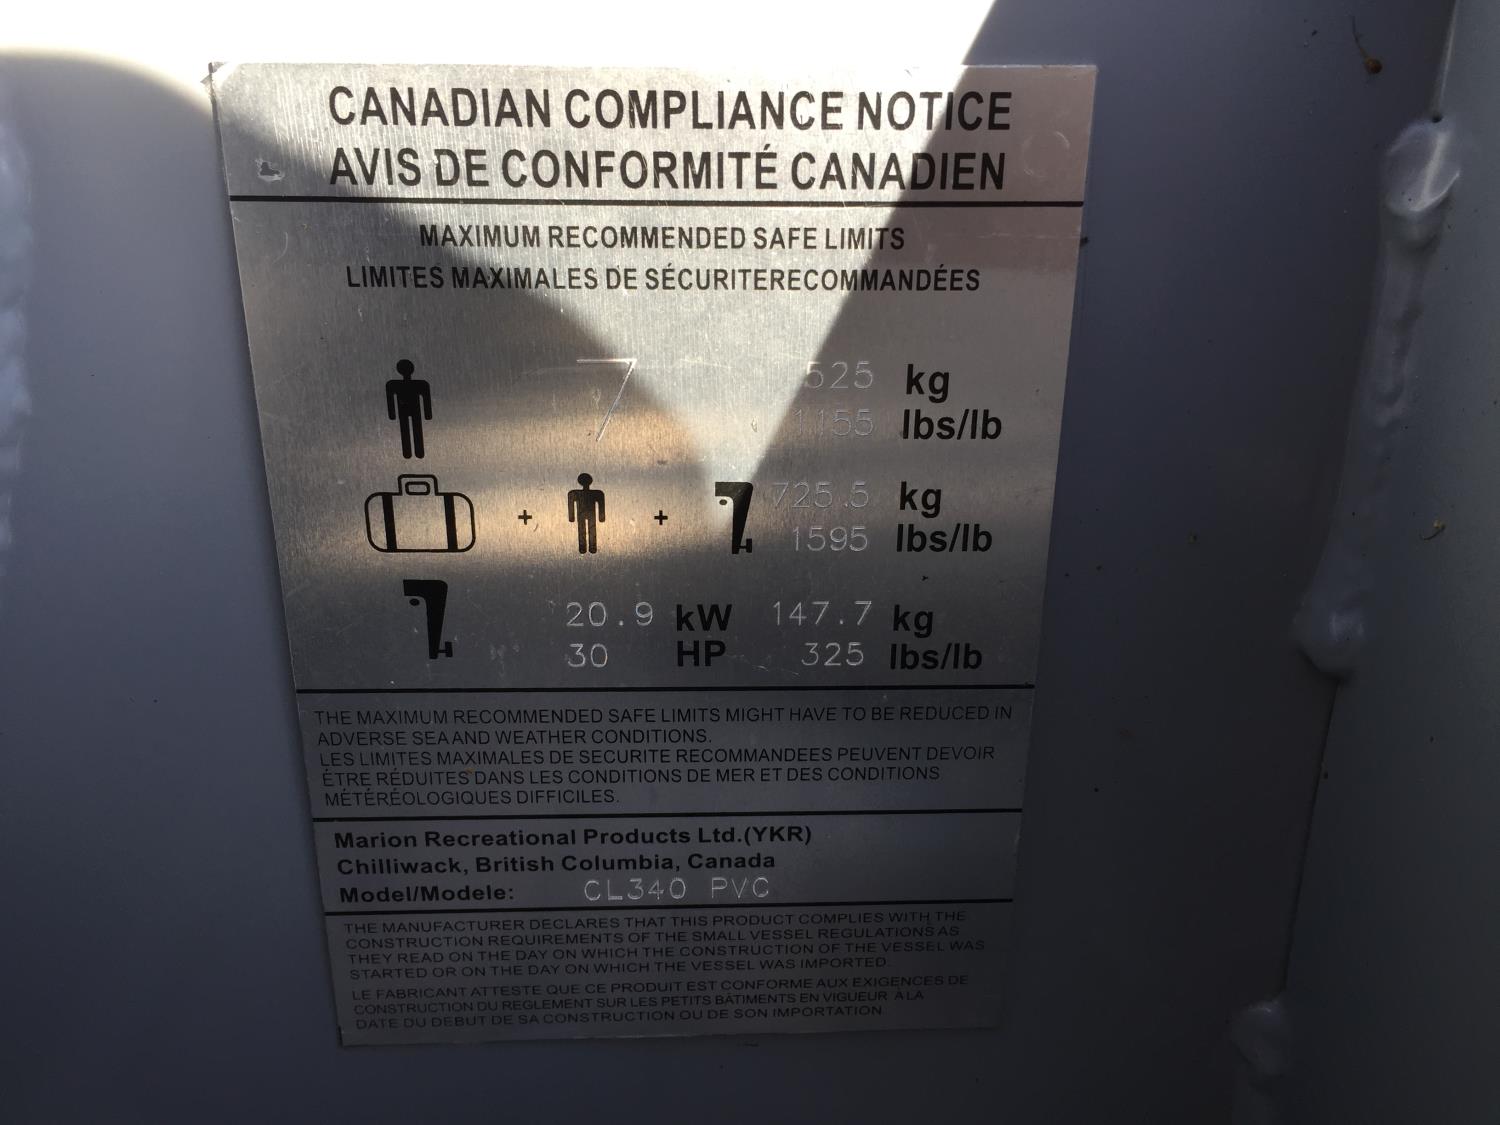 CANADIAN COMPLIANCE NOTICE
AVIS DE CONFORMITÉ CANADIEN
MAXIMUM RECOMMENDED SAFE LIMITS
LIMITES MAXIMALES DE SÉCURITERECOMMANDÉES
7 525 kg
1155 lbs/lb
+ + 725.5 kg
1595 lbs/lb
20.9 kW 147.7 kg
30 HP 325 lbs/lb
THE MAXIMUM RECOMMENDED SAFE LIMITS MIGHT HAVE TO BE REDUCED IN
ADVERSE SEA AND WEATHER CONDITIONS.
LES LIMITES MAXIMALES DE SECURITE RECOMMANDEES PEUVENT DEVOIR
ÉTRE RÉDUITES DANS LES CONDITIONS DE MER ET DES CONDITIONS
MÉTÉRÉOLOGIQUES DIFFICILES.
Marion Recreational Products Ltd.(YKR)
Chilliwack, British Columbia, Canada
Model/Modele: CL340 PVC
THE MANUFACTURER DECLARES THAT THIS PRODUCT COMPLIES WITH THE
CONSTRUCTION REQUIREMENTS OF THE SMALL VESSEL REGULATIONS AS
THEY READ ON THE DAY ON WHICH THE CONSTRUCTION OF THE VESSEL WAS
STARTED OR ON THE DAY ON WHICH THE VESSEL WAS IMPORTED.
LE FABRICANT ATTESTE QUE CE PRODUIT EST CONFORME AUX EXIGENCES DE
CONSTRUCTION DU REGLEMENT SUR LES PETITS BÂTIMENTS EN VIGUEUR A LA
DATE DU DEBUT DE SA CONSTRUCTION OU DE SON IMPORTATION